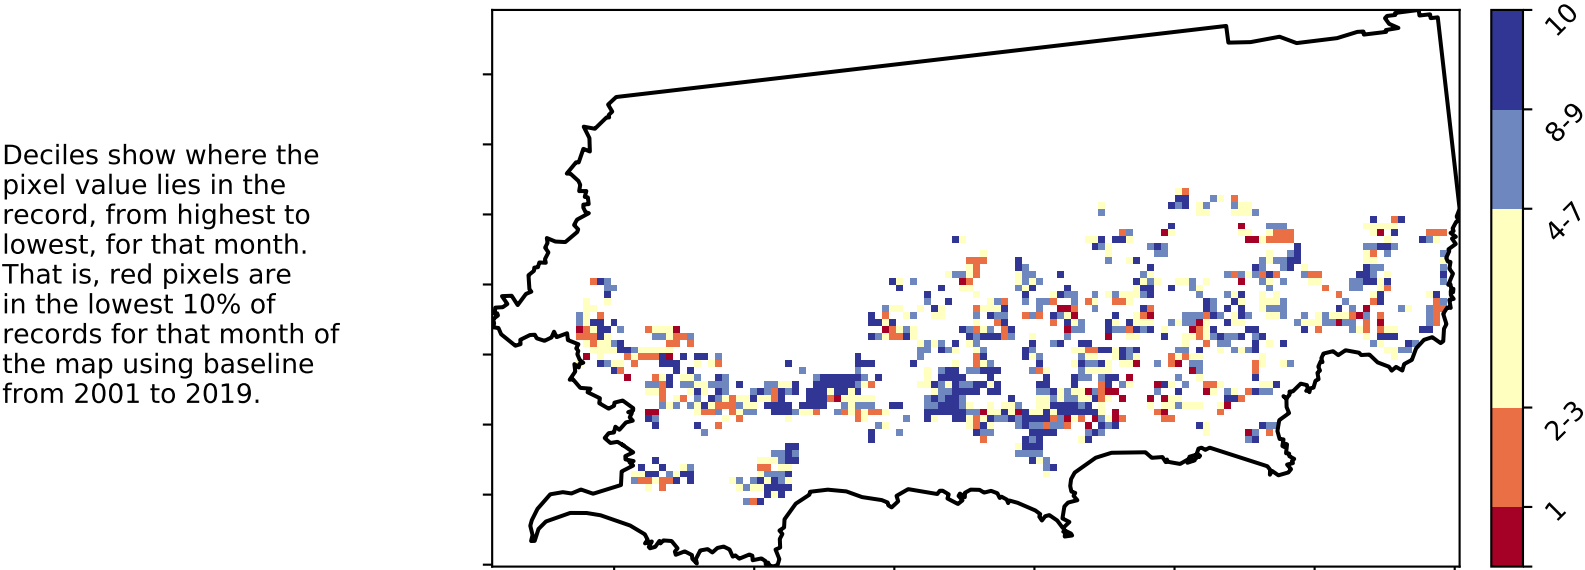 Deciles show where the
pixel value lies in the
record, from highest to
lowest, for that month.
That is, red pixels are
in the lowest 10% of
records for that month of
the map using baseline
from 2001 to 2019.
10
8-9
4-7
2-3
1